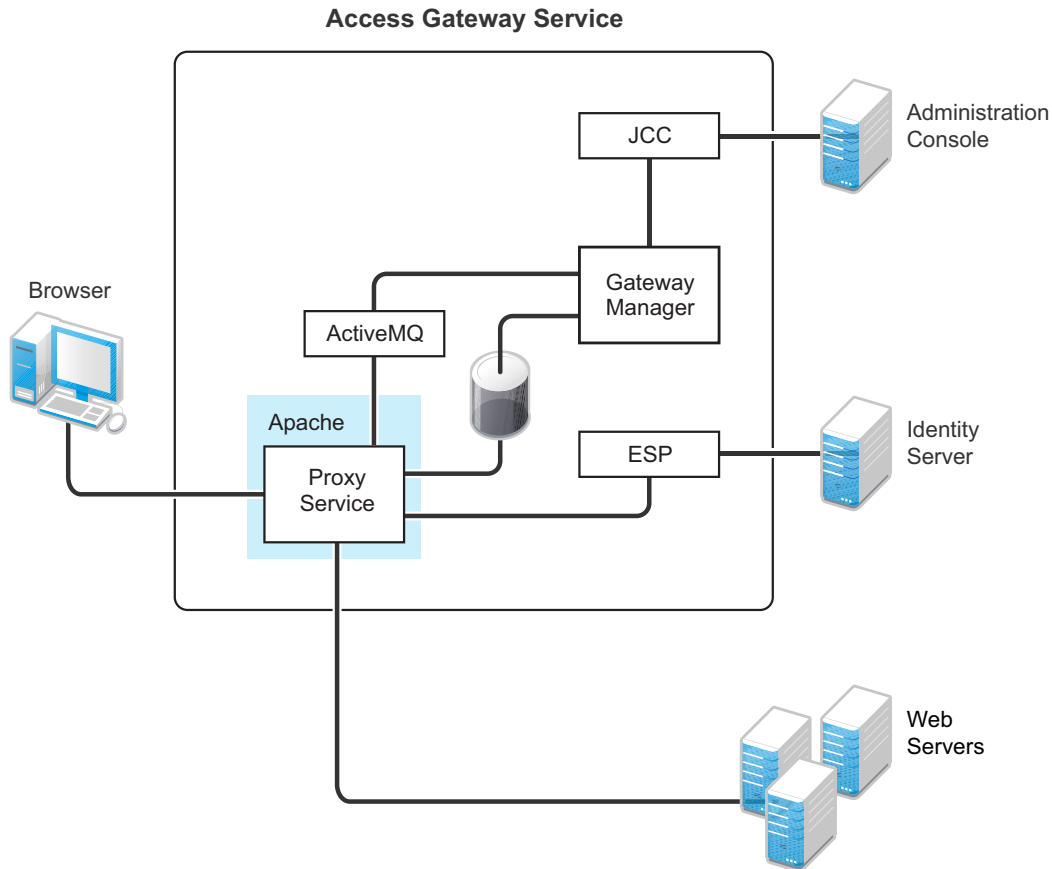 Access Gateway Service
JCC
Administration
Console
Gateway
Manager
Browser
ActiveMQ
Apache
Proxy
Service
ESP
Identity
Server
Web
Servers